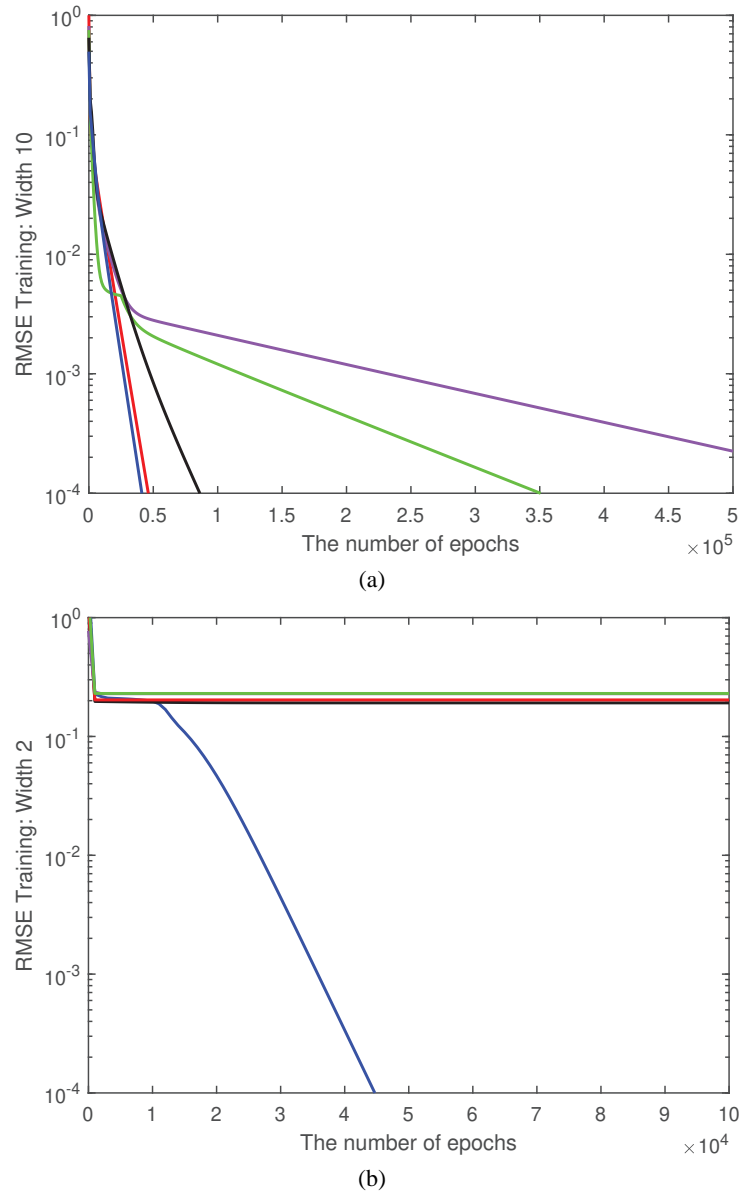 10^0
10^-1
10^-2
10^-3
10^-4
RMSE Training: Width 10
0 0.5 1 1.5 2 2.5 3 3.5 4 4.5 5
The number of epochs
×10^5
(a)
10^0
10^-1
10^-2
10^-3
10^-4
RMSE Training: Width 2
0 1 2 3 4 5 6 7 8 9 10
The number of epochs
×10^4
(b)